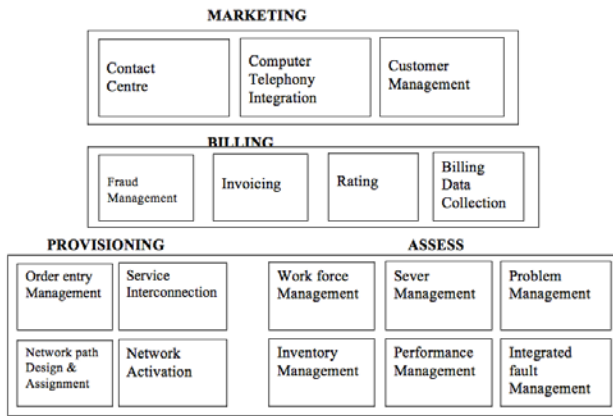 MARKETING
Contact
Centre
Computer
Telephony
Integration
Customer
Management
BILLING
Fraud
Management
Invoicing
Rating
Billing
Data
Collection
PROVISIONING
ASSESS
Order entry
Management
Service
Interconnection
Work force
Management
Sever
Management
Problem
Management
Network path
Design &
Assignment
Network
Activation
Inventory
Management
Performance
Management
Integrated
fault
Management